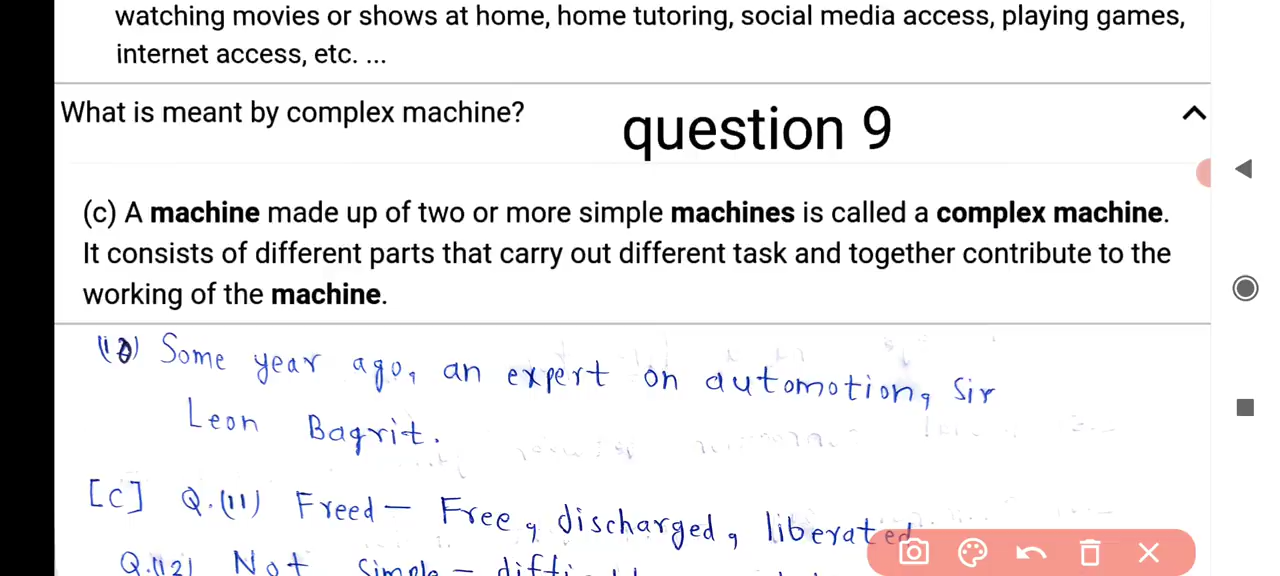 watching movies or shows at home, home tutoring, social media access, playing games,
internet access, etc. ...
What is meant by complex machine?
question 9
(c) A machine made up of two or more simple machines is called a complex machine.
It consists of different parts that carry out different task and together contribute to the
working of the machine.
(10) Some year ago, an expert on automotion, Sir
Leon Bagrit.
[C] Q.(11) Freed — Free, discharged, liberated
Q.(12) Not simple —